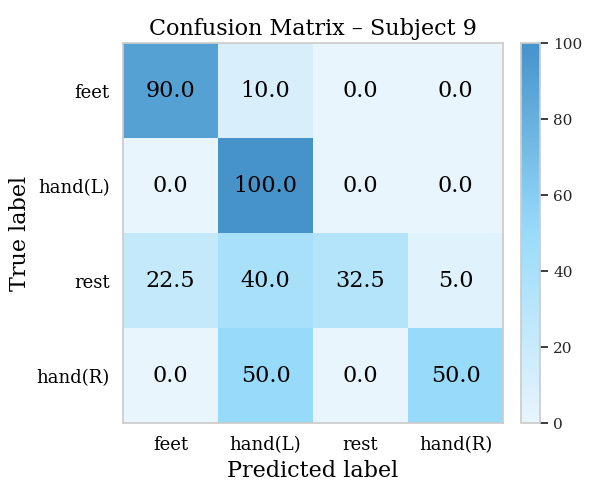 Confusion Matrix – Subject 9
100
feet 90.0 10.0 0.0 0.0
80
hand(L) 0.0 100.0 0.0 0.0
60
True label
40
rest 22.5 40.0 32.5 5.0
20
hand(R) 0.0 50.0 0.0 50.0
0
feet hand(L) rest hand(R)
Predicted label